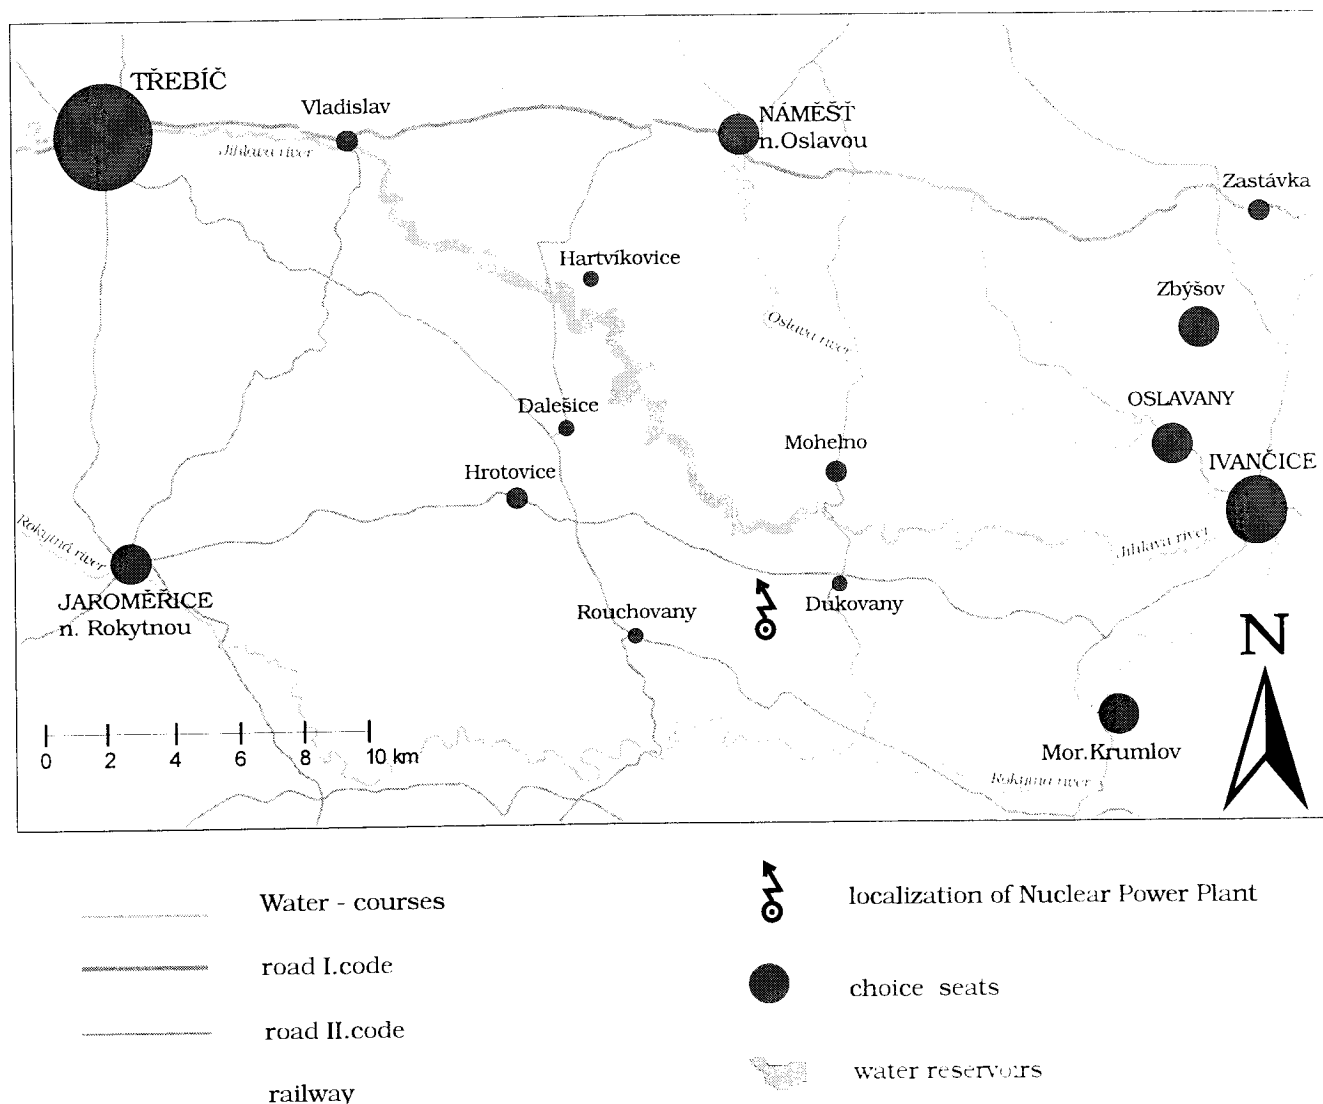 TŘEBÍČ
Vladislav
NÁMĚŠŤ
n.Oslavou
Jihlava river
Zastávka
Hartvíkovice
Zbýšov
Oslava river
Dalešice
OSLAVANY
Mohelno
Hrotovice
IVANČICE
Rokytná river
Jihlava river
JAROMĚŘICE
n. Rokytnou
Rouchovany
Dukovany
N
0 2 4 6 8 10 km
Mor.Krumlov
Rokytná river
Water - courses
localization of Nuclear Power Plant
road I.code
choice seats
road II.code
water reservoirs
railway